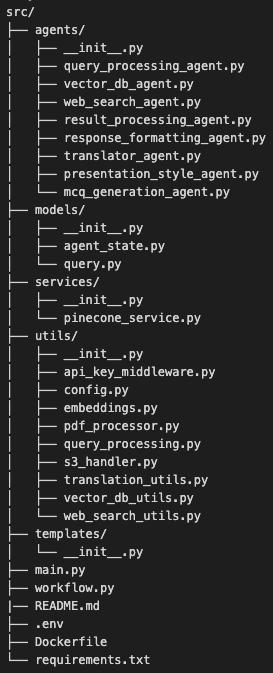 src/
├── agents/
│   ├── __init__.py
│   ├── query_processing_agent.py
│   ├── vector_db_agent.py
│   ├── web_search_agent.py
│   ├── result_processing_agent.py
│   ├── response_formatting_agent.py
│   ├── translator_agent.py
│   ├── presentation_style_agent.py
│   └── mcq_generation_agent.py
├── models/
│   ├── __init__.py
│   ├── agent_state.py
│   └── query.py
├── services/
│   ├── __init__.py
│   └── pinecone_service.py
├── utils/
│   ├── __init__.py
│   ├── api_key_middleware.py
│   ├── config.py
│   ├── embeddings.py
│   ├── pdf_processor.py
│   ├── query_processing.py
│   ├── s3_handler.py
│   ├── translation_utils.py
│   ├── vector_db_utils.py
│   └── web_search_utils.py
├── templates/
│   └── __init__.py
├── main.py
├── workflow.py
|── README.md
├── .env
├── Dockerfile
└── requirements.txt